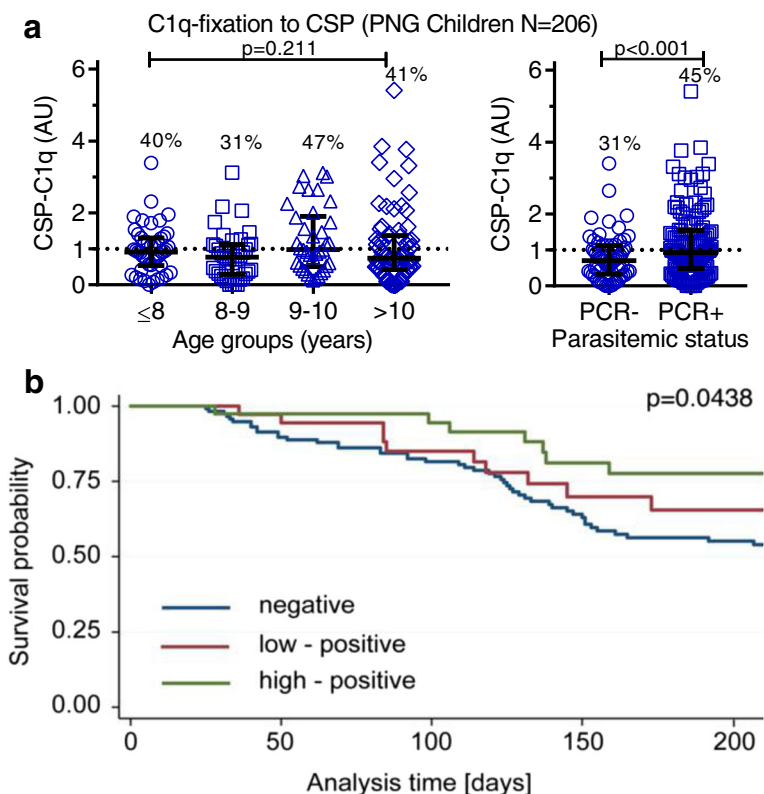 a
C1q-fixation to CSP (PNG Children N=206)
p=0.211
p<0.001
41%
45%
40%
31%
47%
31%
CSP-C1q (AU)
6
4
2
1
0
≤8
8-9
9-10
>10
Age groups (years)
CSP-C1q (AU)
6
4
2
1
0
PCR-
PCR+
Parasitemic status
b
p=0.0438
Survival probability
1.00
0.75
0.50
0.25
0.00
negative
low - positive
high - positive
0
50
100
150
200
Analysis time [days]